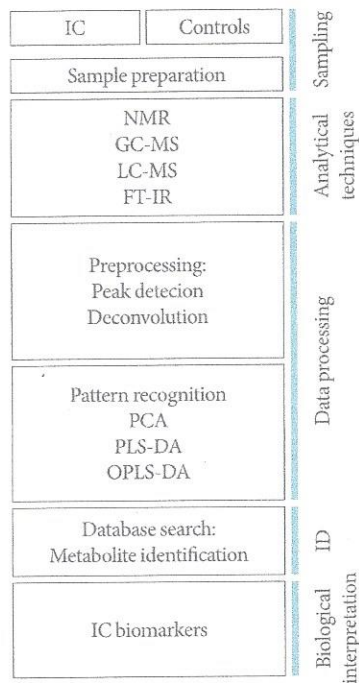 IC
Controls
Sample preparation
Sampling
NMR
GC-MS
LC-MS
FT-IR
Analytical
techniques
Preprocessing:
Peak detecion
Deconvolution
Pattern recognition
PCA
PLS-DA
OPLS-DA
Data processing
Database search:
Metabolite identification
ID
IC biomarkers
Biological
interpretation